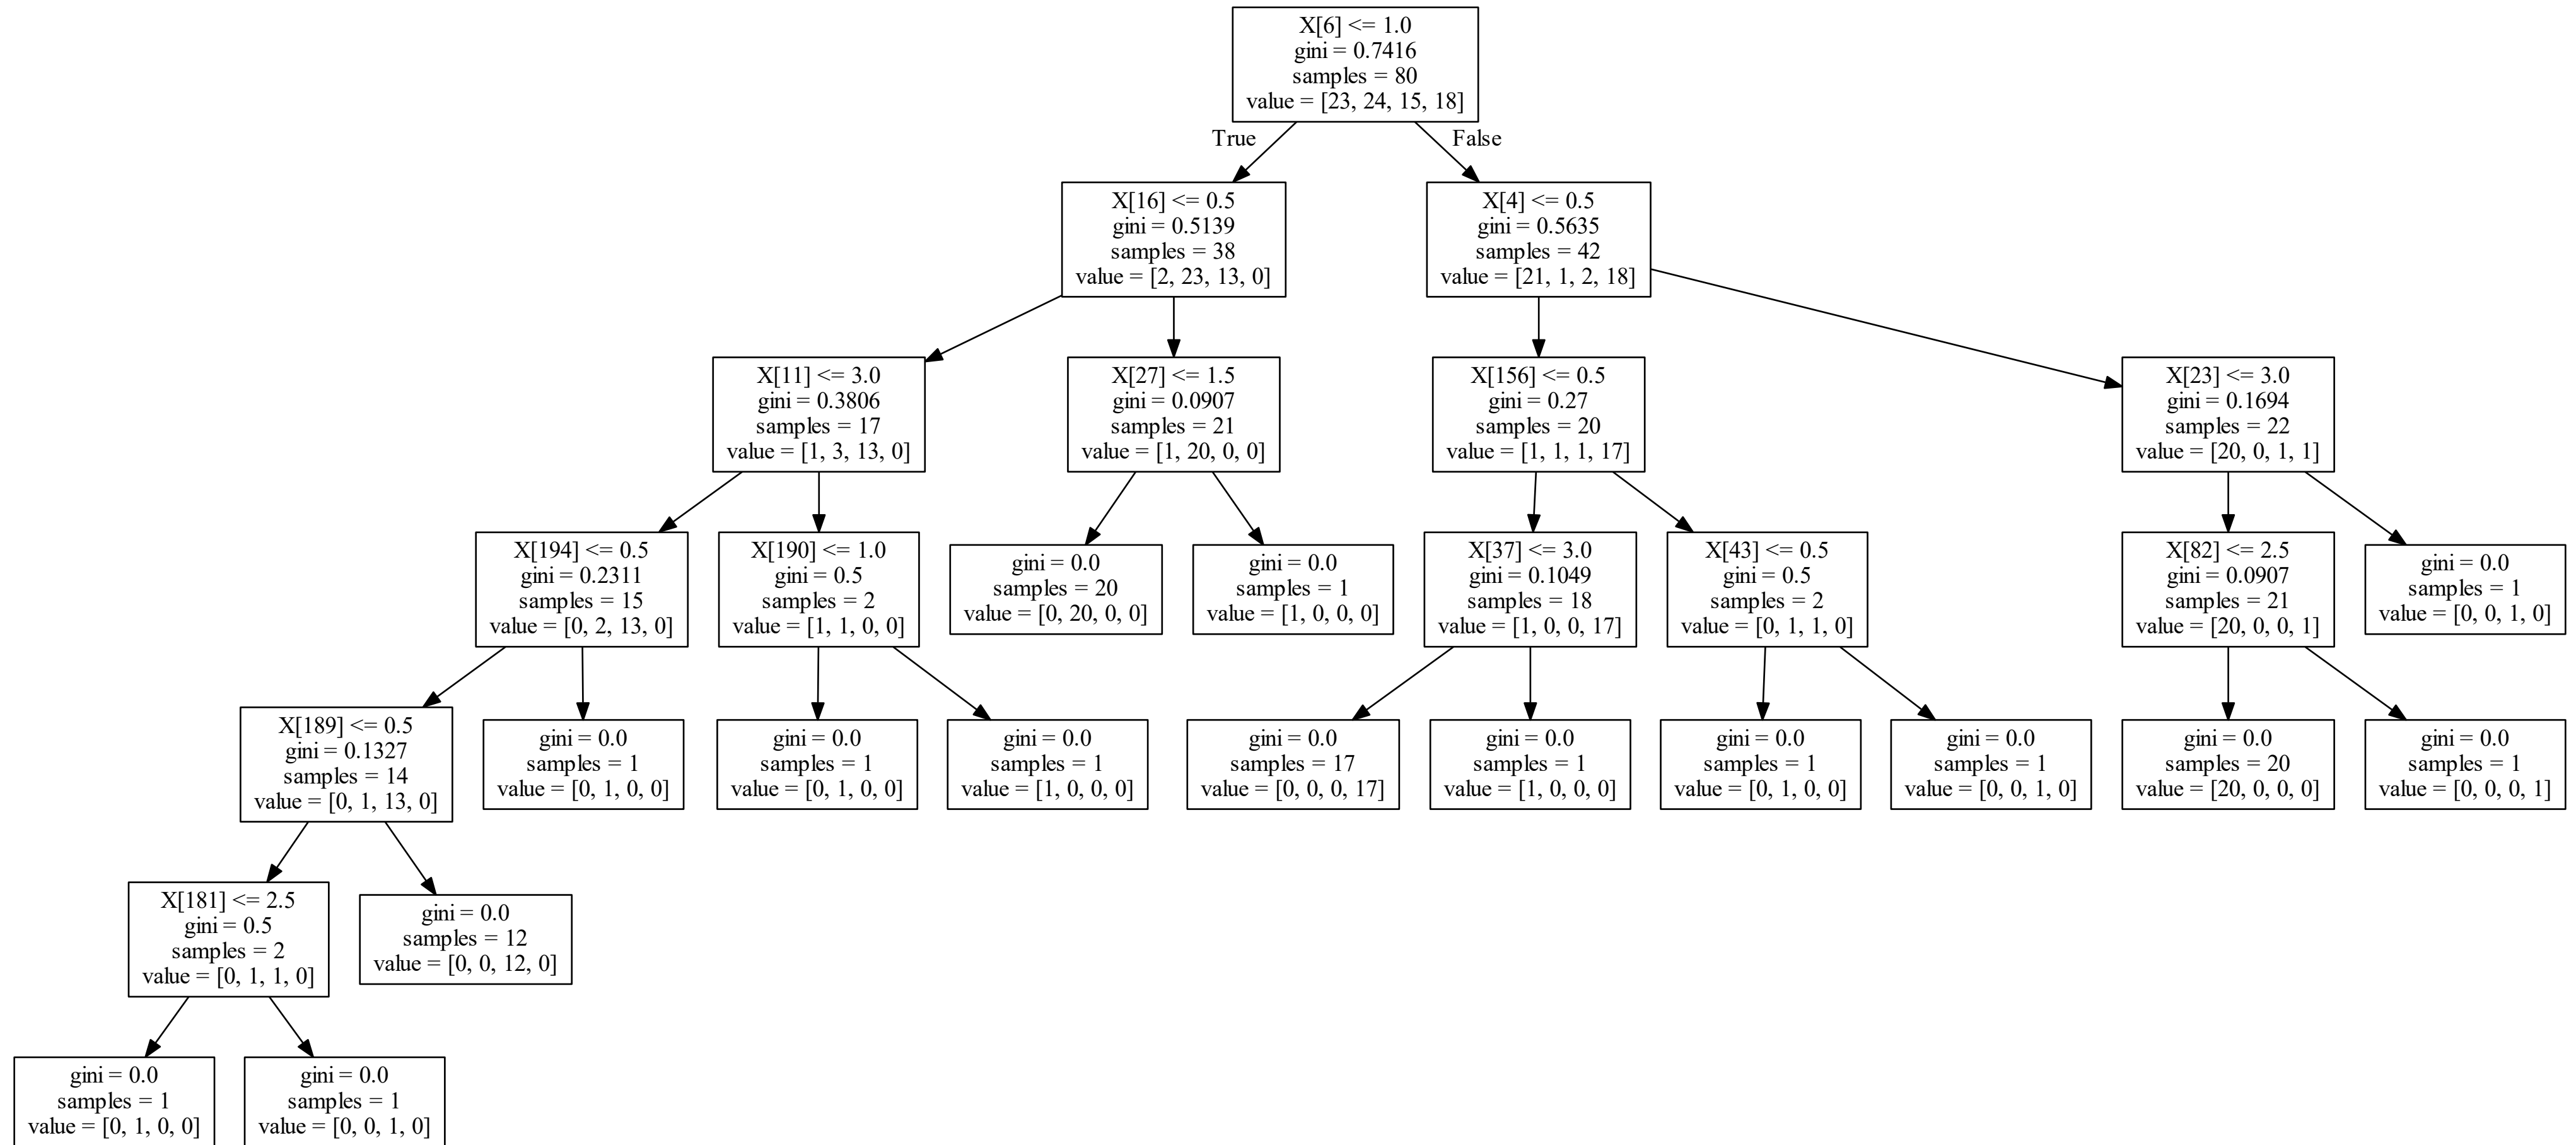 X[6] <= 1.0
gini = 0.7416
samples = 80
value = [23, 24, 15, 18]
True
False
X[16] <= 0.5
gini = 0.5139
samples = 38
value = [2, 23, 13, 0]
X[4] <= 0.5
gini = 0.5635
samples = 42
value = [21, 1, 2, 18]
X[11] <= 3.0
gini = 0.3806
samples = 17
value = [1, 3, 13, 0]
X[27] <= 1.5
gini = 0.0907
samples = 21
value = [1, 20, 0, 0]
X[156] <= 0.5
gini = 0.27
samples = 20
value = [1, 1, 1, 17]
X[23] <= 3.0
gini = 0.1694
samples = 22
value = [20, 0, 1, 1]
X[194] <= 0.5
gini = 0.2311
samples = 15
value = [0, 2, 13, 0]
X[190] <= 1.0
gini = 0.5
samples = 2
value = [1, 1, 0, 0]
gini = 0.0
samples = 20
value = [0, 20, 0, 0]
gini = 0.0
samples = 1
value = [1, 0, 0, 0]
X[37] <= 3.0
gini = 0.1049
samples = 18
value = [1, 0, 0, 17]
X[43] <= 0.5
gini = 0.5
samples = 2
value = [0, 1, 1, 0]
X[82] <= 2.5
gini = 0.0907
samples = 21
value = [20, 0, 0, 1]
gini = 0.0
samples = 1
value = [0, 0, 1, 0]
X[189] <= 0.5
gini = 0.1327
samples = 14
value = [0, 1, 13, 0]
gini = 0.0
samples = 1
value = [0, 1, 0, 0]
gini = 0.0
samples = 1
value = [0, 1, 0, 0]
gini = 0.0
samples = 1
value = [1, 0, 0, 0]
gini = 0.0
samples = 17
value = [0, 0, 0, 17]
gini = 0.0
samples = 1
value = [1, 0, 0, 0]
gini = 0.0
samples = 1
value = [0, 1, 0, 0]
gini = 0.0
samples = 1
value = [0, 0, 1, 0]
gini = 0.0
samples = 20
value = [20, 0, 0, 0]
gini = 0.0
samples = 1
value = [0, 0, 0, 1]
X[181] <= 2.5
gini = 0.5
samples = 2
value = [0, 1, 1, 0]
gini = 0.0
samples = 12
value = [0, 0, 12, 0]
gini = 0.0
samples = 1
value = [0, 1, 0, 0]
gini = 0.0
samples = 1
value = [0, 0, 1, 0]